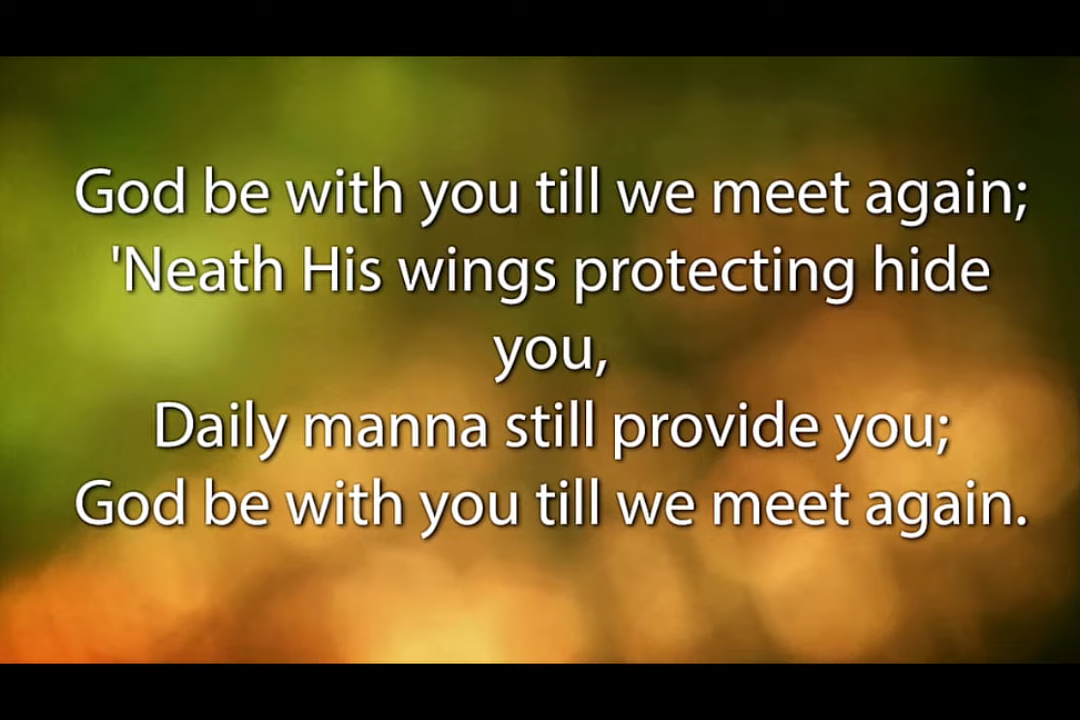 God be with you till we meet again;
'Neath His wings protecting hide
you,
Daily manna still provide you;
God be with you till we meet again.